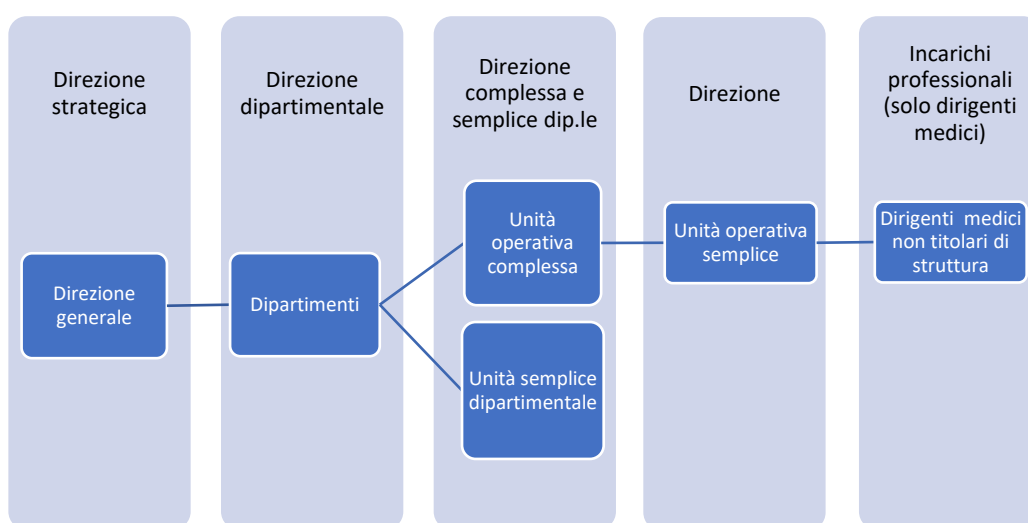 Direzione
strategica
Direzione
dipartimentale
Direzione
complessa e
semplice dip.le
Direzione
Incarichi
professionali
(solo dirigenti
medici)
Direzione
generale
Dipartimenti
Unità
operativa
complessa
Unità semplice
dipartimentale
Unità operativa
semplice
Dirigenti medici
non titolari di
struttura